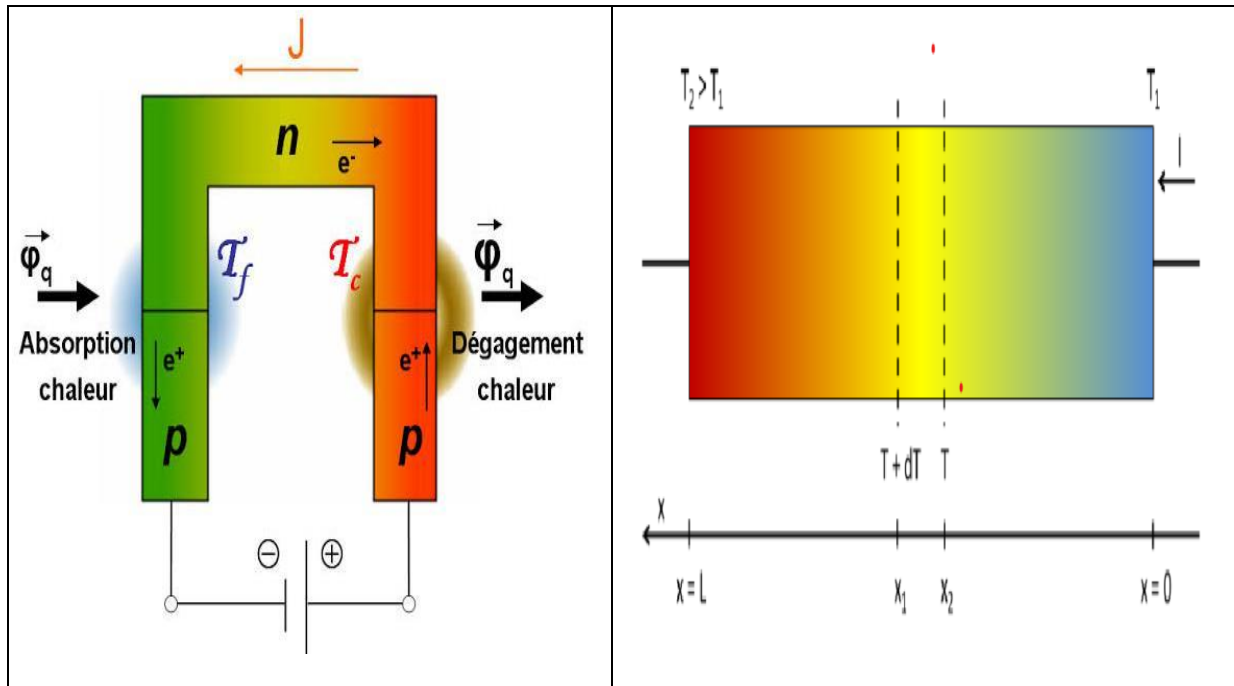 J
n
e-
φq
Tf
Tc
φq
Absorption
chaleur
e+
e+
Dégagement
chaleur
p
p
⊖ ⊕
T2 > T1
T1
I
T + dT
T
x
x = L
x1
x2
x = 0